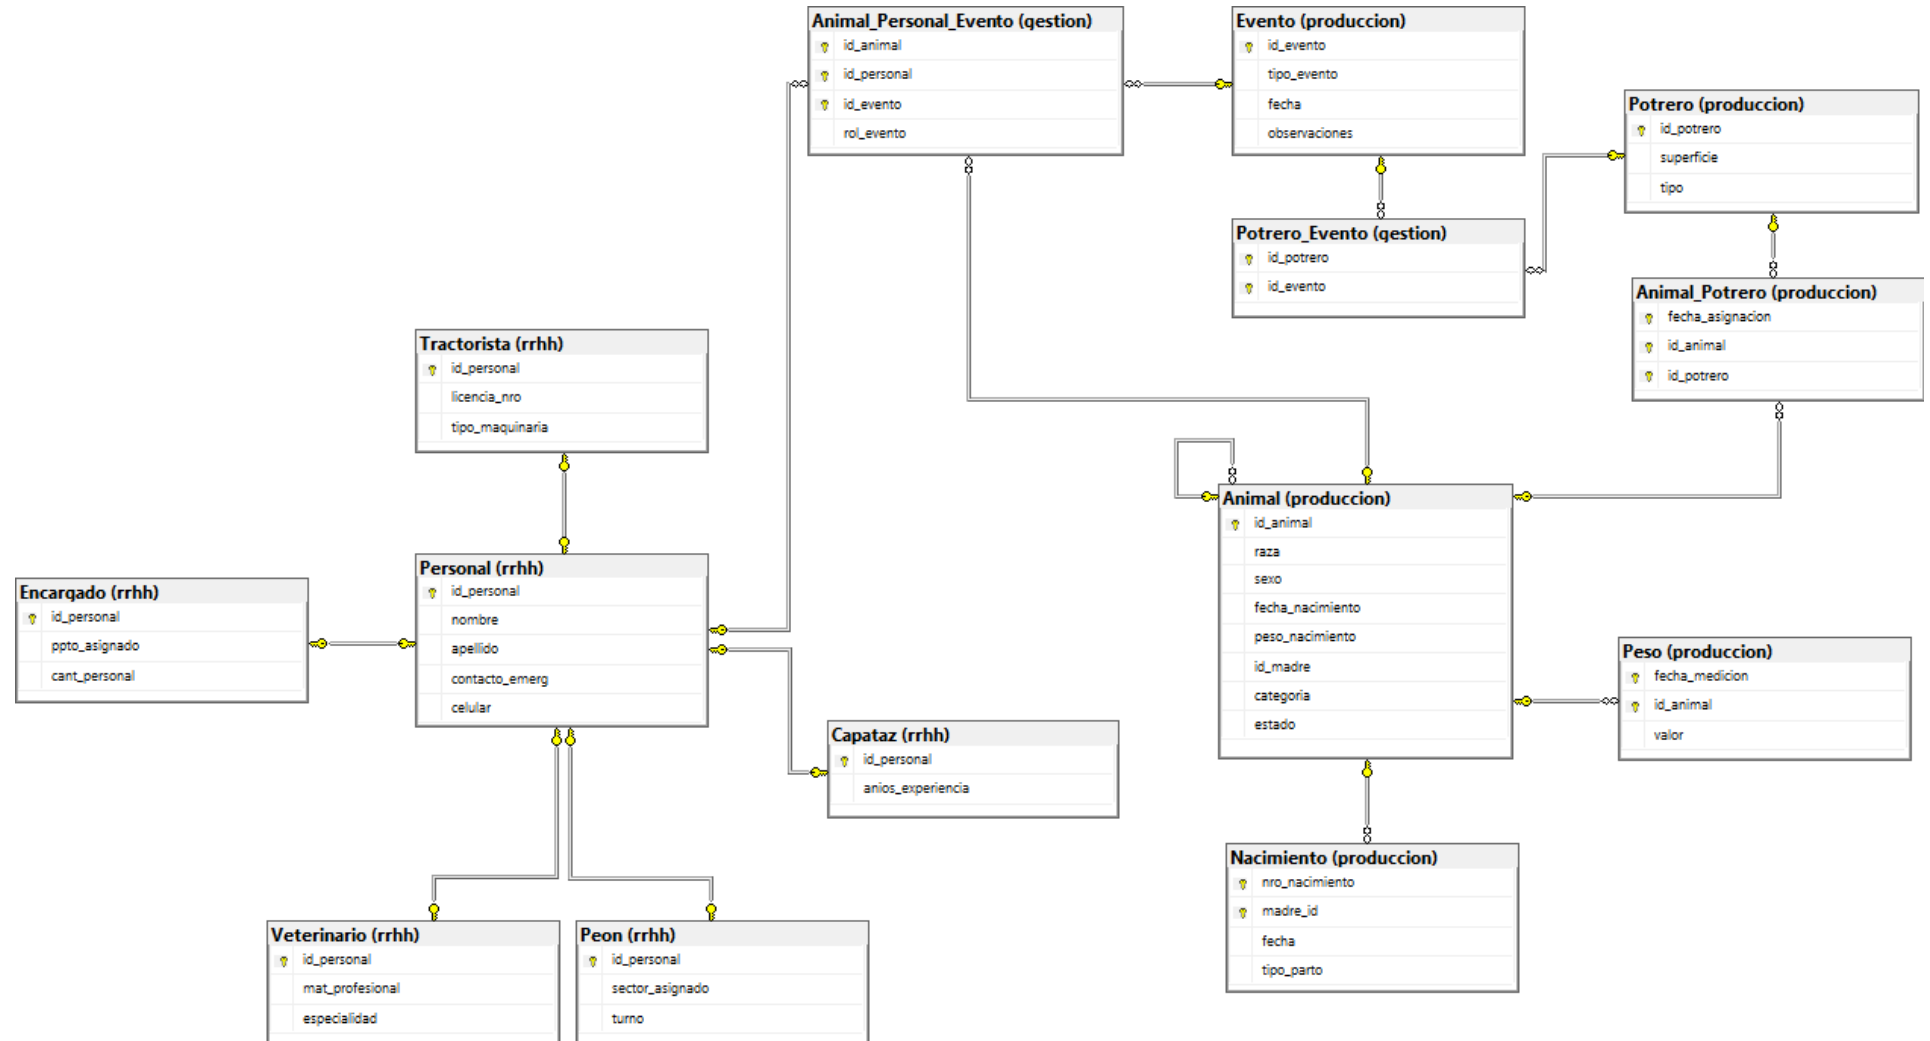 Animal_Personal_Evento (gestion)
id_animal
id_personal
id_evento
rol_evento
Evento (produccion)
id_evento
tipo_evento
fecha
observaciones
Potrero (produccion)
id_potrero
superficie
tipo
Potrero_Evento (gestion)
id_potrero
id_evento
Animal_Potrero (produccion)
fecha_asignacion
id_animal
id_potrero
Tractorista (rrhh)
id_personal
licencia_nro
tipo_maquinaria
Animal (produccion)
id_animal
raza
sexo
fecha_nacimiento
peso_nacimiento
id_madre
categoria
estado
Personal (rrhh)
id_personal
nombre
apellido
contacto_emerg
celular
Encargado (rrhh)
id_personal
ppto_asignado
cant_personal
Peso (produccion)
fecha_medicion
id_animal
valor
Capataz (rrhh)
id_personal
anios_experiencia
Nacimiento (produccion)
nro_nacimiento
madre_id
fecha
tipo_parto
Veterinario (rrhh)
id_personal
mat_profesional
especialidad
Peon (rrhh)
id_personal
sector_asignado
turno